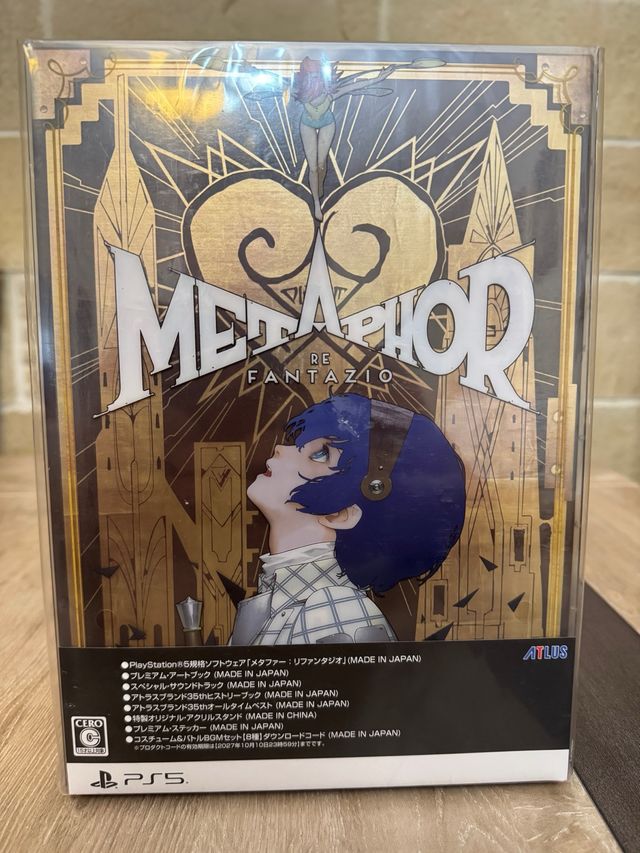 METAPHOR
RE
FANTAZIO
ATLUS
●PlayStation®5規格ソフトウェア「メタファー：リファンタジオ」(MADE IN JAPAN)
●プレミアム・アートブック (MADE IN JAPAN)
●スペシャル・サウンドトラック (MADE IN JAPAN)
●アトラスブランド35thヒストリーブック (MADE IN JAPAN)
●アトラスブランド35thオールタイムベスト (MADE IN JAPAN)
●特製オリジナル・アクリルスタンド (MADE IN CHINA)
●プレミアム・ステッカー (MADE IN JAPAN)
●コスチューム&バトルBGMセット【8種】ダウンロードコード (MADE IN JAPAN)
※プロダクトコードの有効期限は【2027年10月10日23時59分】までです。
CERO
C
15才以上対象
PS5